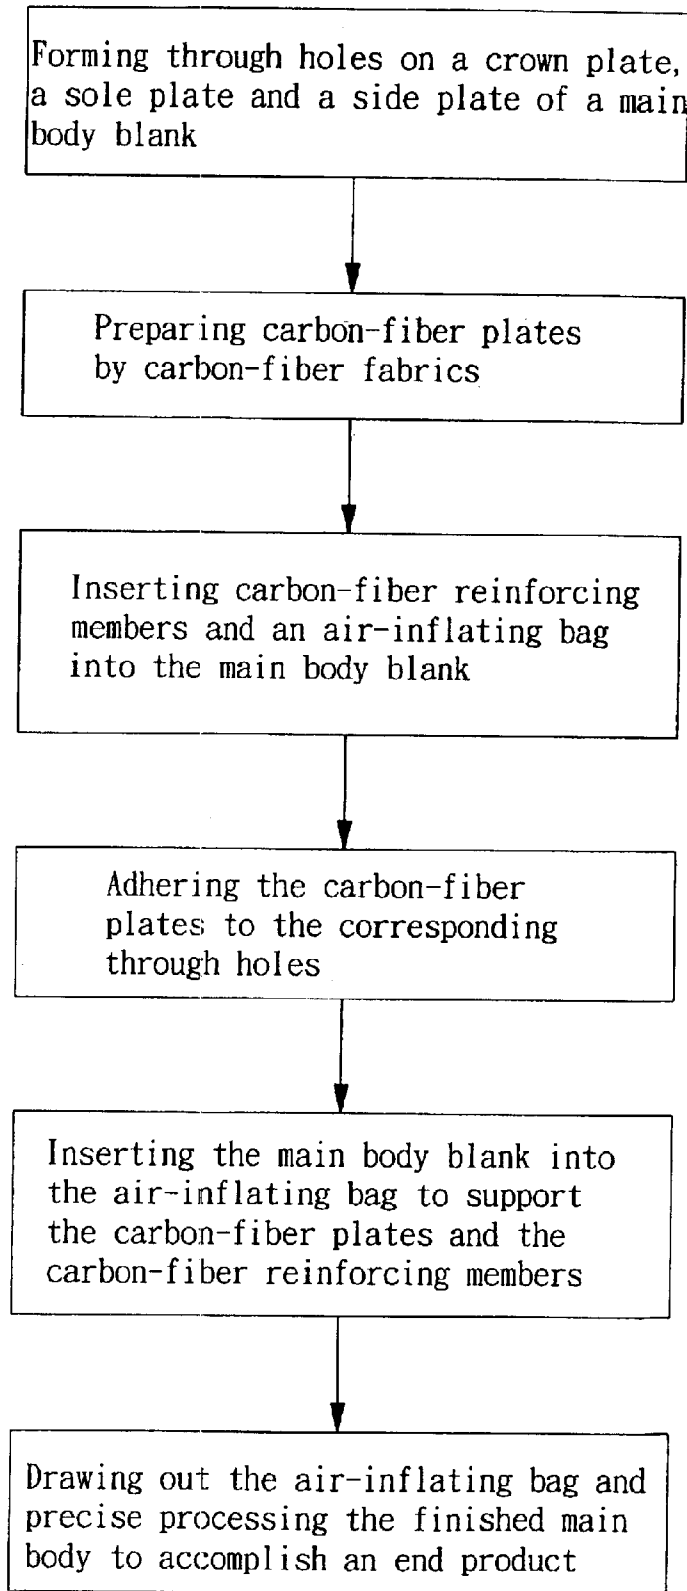 Forming through holes on a crown plate,
a sole plate and a side plate of a main
body blank
Preparing carbon-fiber plates
by carbon-fiber fabrics
Inserting carbon-fiber reinforcing
members and an air-inflating bag
into the main body blank
Adhering the carbon-fiber
plates to the corresponding
through holes
Inserting the main body blank into
the air-inflating bag to support
the carbon-fiber plates and the
carbon-fiber reinforcing members
Drawing out the air-inflating bag and
precise processing the finished main
body to accomplish an end product